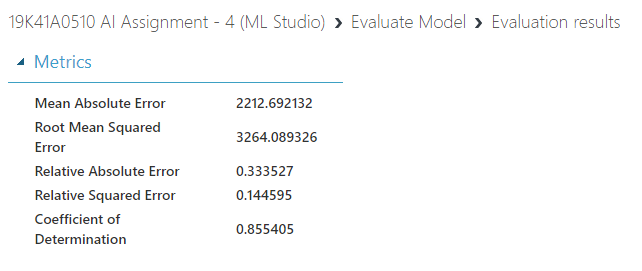 19K41A0510 AI Assignment - 4 (ML Studio) › Evaluate Model › Evaluation results
Metrics
Mean Absolute Error 2212.692132
Root Mean Squared
Error 3264.089326
Relative Absolute Error 0.333527
Relative Squared Error 0.144595
Coefficient of
Determination 0.855405